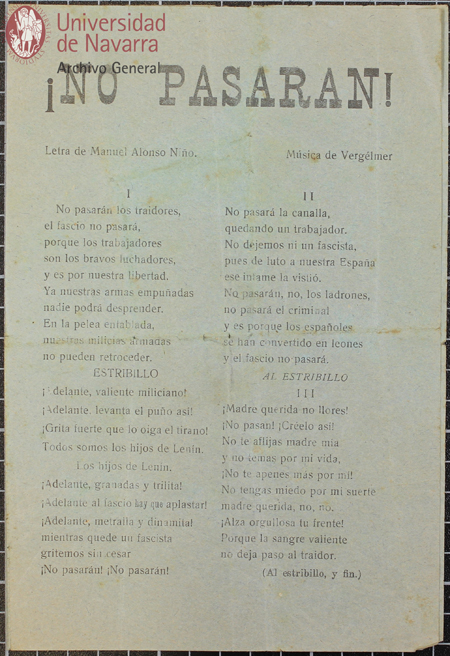 Universidad
de Navarra
Archivo General
¡NO PASARAN!
Letra de Manuel Alonso Niño.
Música de Vergélmer
I
No pasarán los traidores,
el fascio no pasará,
porque los trabajadores
son los bravos luchadores,
y es por nuestra libertad.
Ya nuestras armas empuñadas
nadie podrá desprender.
En la pelea entablada,
nuestras milicias armadas
no pueden retroceder.
ESTRIBILLO
¡Adelante, valiente miliciano!
¡Adelante, levanta el puño así!
¡Grita fuerte que lo oiga el tirano!
Todos somos los hijos de Lenin.
Los hijos de Lenin.
¡Adelante, granadas y trilita!
¡Adelante al fascio hay que aplastar!
¡Adelante, metralla y dinamita!
mientras quede un fascista
gritemos sin cesar
¡No pasarán! ¡No pasarán!
II
No pasará la canalla,
quedando un trabajador.
No dejemos ni un fascista,
pues de luto a nuestra España
ese infame la vistió.
No pasarán, no, los ladrones,
no pasará el criminal
y es porque los españoles
se han convertido en leones
y el fascio no pasará.
AL ESTRIBILLO
III
¡Madre querida no llores!
¡No pasan! ¡Créelo así!
No te aflijas madre mía
y no temas por mi vida,
¡No te apenes más por mí!
No tengas miedo por mi suerte
madre querida, no, no.
¡Alza orgullosa tu frente!
Porque la sangre valiente
no deja paso al traidor.
(Al estribillo, y fin.)